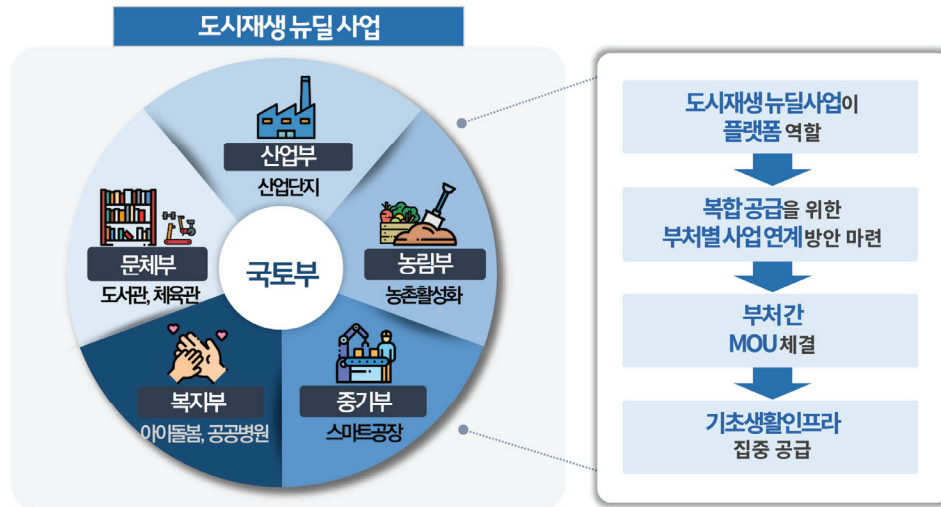 도시재생 뉴딜 사업
산업부
산업단지
문체부
도서관, 체육관
국토부
농림부
농촌활성화
복지부
아이돌봄, 공공병원
중기부
스마트공장
도시재생 뉴딜사업이
플랫폼 역할
복합 공급을 위한
부처별 사업 연계 방안 마련
부처 간
MOU 체결
기초생활인프라
집중 공급